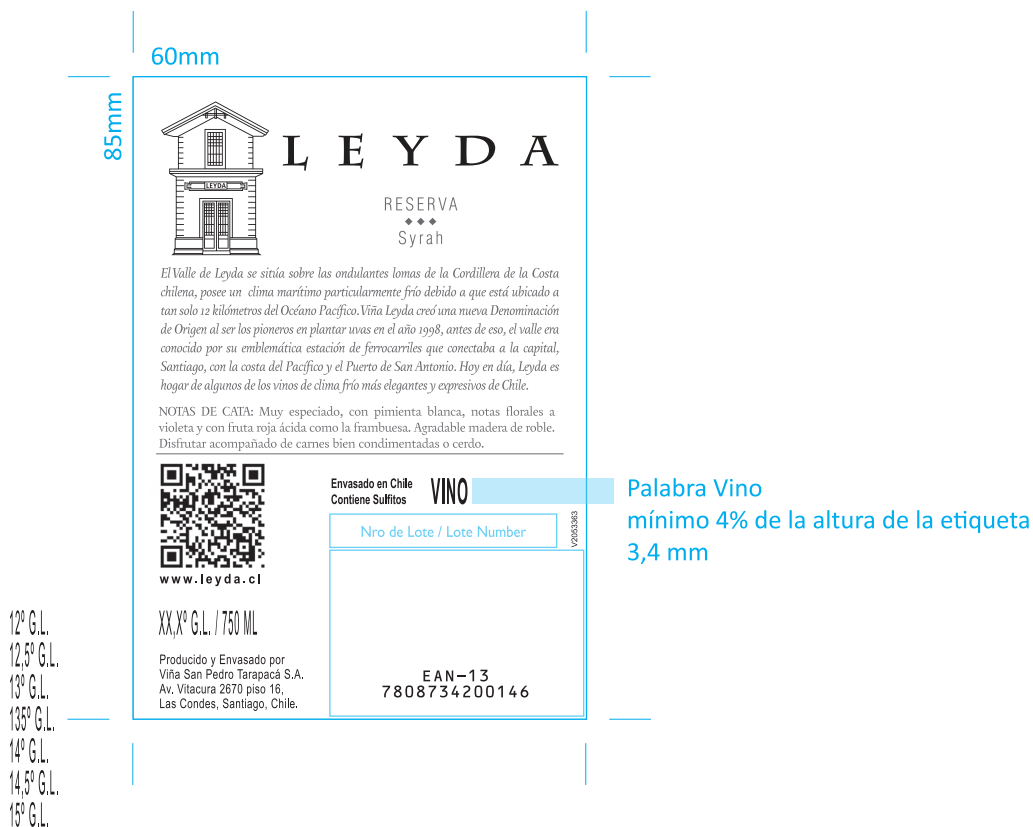 60mm
85mm
LEYDA
LEYDA
RESERVA
Syrah
El Valle de Leyda se sitúa sobre las ondulantes lomas de la Cordillera de la Costa
chilena, posee un clima marítimo particularmente frío debido a que está ubicado a
tan solo 12 kilómetros del Océano Pacífico. Viña Leyda creó una nueva Denominación
de Origen al ser los pioneros en plantar uvas en el año 1998, antes de eso, el valle era
conocido por su emblemática estación de ferrocarriles que conectaba a la capital,
Santiago, con la costa del Pacífico y el Puerto de San Antonio. Hoy en día, Leyda es
hogar de algunos de los vinos de clima frío más elegantes y expresivos de Chile.
NOTAS DE CATA: Muy especiado, con pimienta blanca, notas florales a
violeta y con fruta roja ácida como la frambuesa. Agradable madera de roble.
Disfrutar acompañado de carnes bien condimentadas o cerdo.
www.leyda.cl
Envasado en Chile
Contiene Sulfitos
VINO
Palabra Vino
mínimo 4% de la altura de la etiqueta
3,4 mm
Nro de Lote / Lote Number
V2053363
XX,Xº G.L. / 750 ML
Producido y Envasado por
Viña San Pedro Tarapacá S.A.
Av. Vitacura 2670 piso 16,
Las Condes, Santiago, Chile.
EAN-13
7808734200146
12º G.L.
12,5º G.L.
13º G.L.
135º G.L.
14º G.L.
14,5º G.L.
15º G.L.